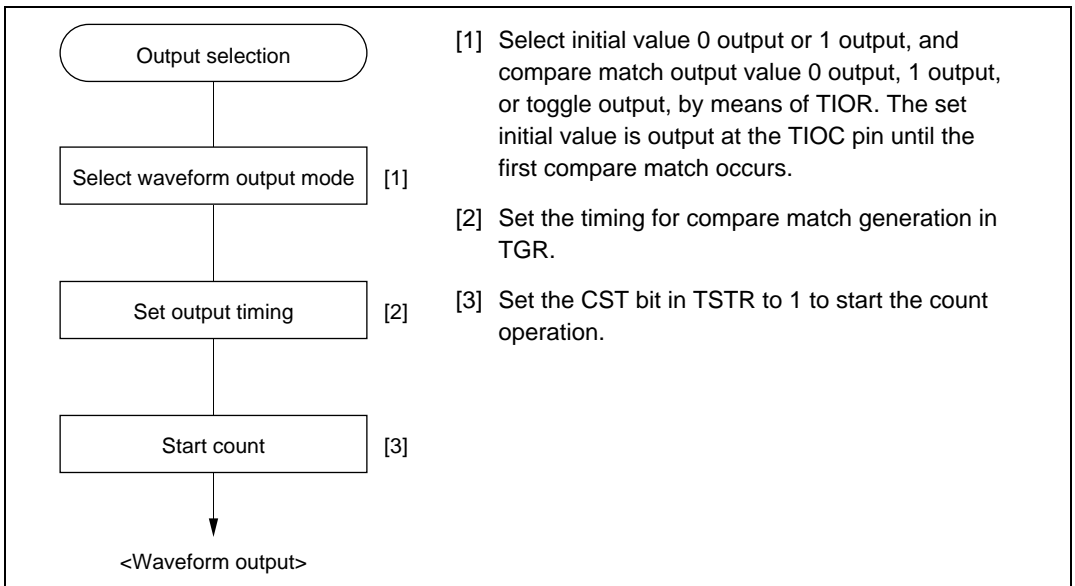 Output selection
Select waveform output mode [1]
Set output timing [2]
Start count [3]
<Waveform output>
[1] Select initial value 0 output or 1 output, and
compare match output value 0 output, 1 output,
or toggle output, by means of TIOR. The set
initial value is output at the TIOC pin until the
first compare match occurs.
[2] Set the timing for compare match generation in
TGR.
[3] Set the CST bit in TSTR to 1 to start the count
operation.